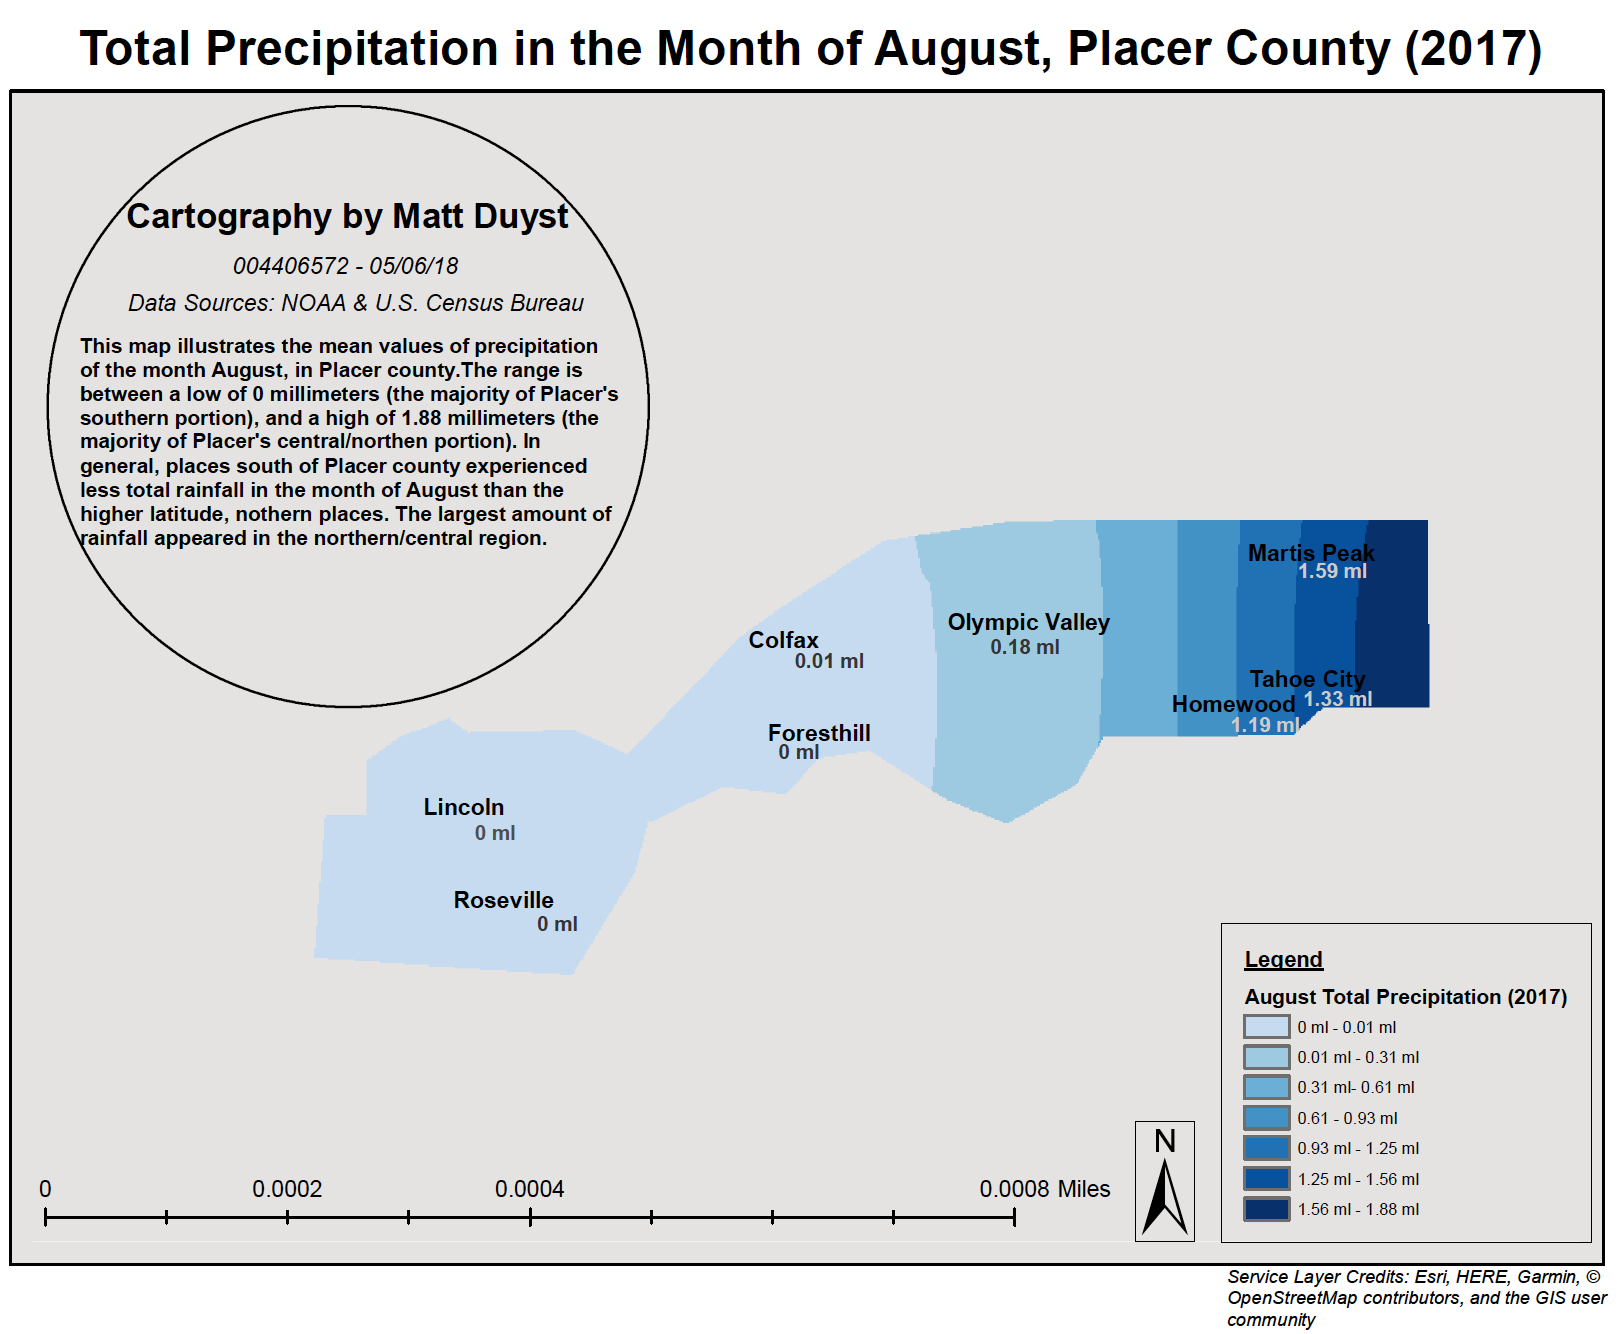 Total Precipitation in the Month of August, Placer County (2017)
Cartography by Matt Duyst
004406572 - 05/06/18
Data Sources: NOAA & U.S. Census Bureau
This map illustrates the mean values of precipitation
of the month August, in Placer county.The range is
between a low of 0 millimeters (the majority of Placer's
southern portion), and a high of 1.88 millimeters (the
majority of Placer's central/northen portion). In
general, places south of Placer county experienced
less total rainfall in the month of August than the
higher latitude, nothern places. The largest amount of
rainfall appeared in the northern/central region.
Martis Peak
1.59 ml
Olympic Valley
0.18 ml
Colfax
0.01 ml
Tahoe City
1.33 ml
Homewood
1.19 ml
Foresthill
0 ml
Lincoln
0 ml
Roseville
0 ml
Legend
August Total Precipitation (2017)
0 ml - 0.01 ml
0.01 ml - 0.31 ml
0.31 ml- 0.61 ml
0.61 - 0.93 ml
0.93 ml - 1.25 ml
1.25 ml - 1.56 ml
1.56 ml - 1.88 ml
N
0 0.0002 0.0004 0.0008 Miles
Service Layer Credits: Esri, HERE, Garmin, ©
OpenStreetMap contributors, and the GIS user
community